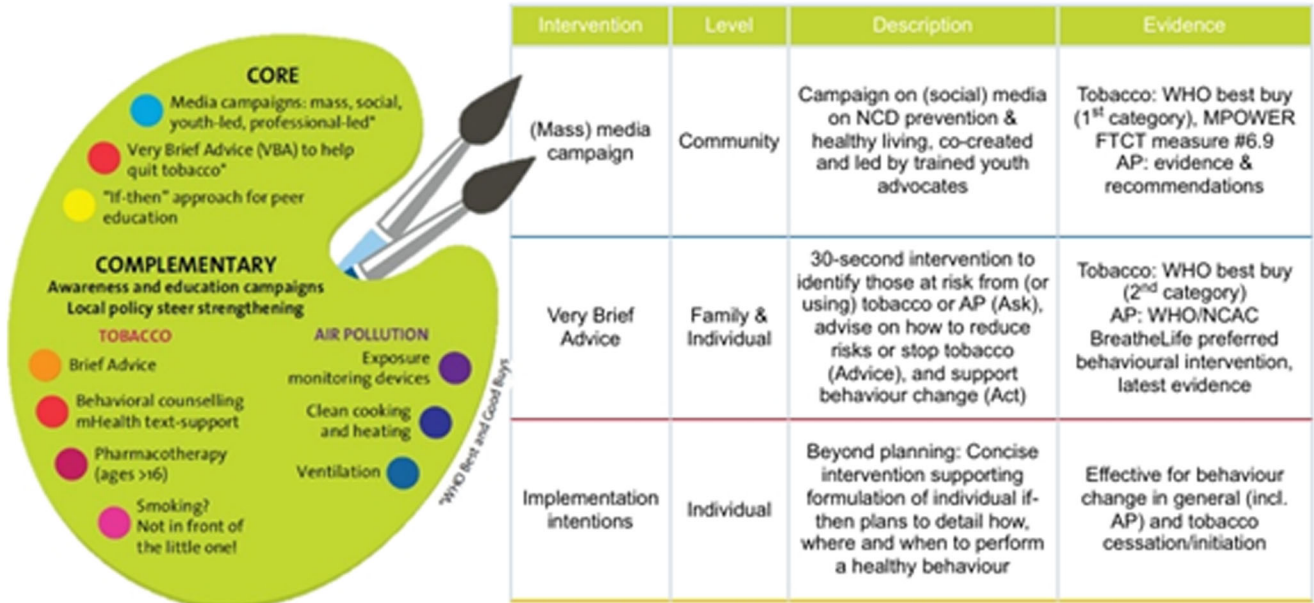 CORE
Media campaigns: mass, social,
youth-led, professional-led*
Very Brief Advice (VBA) to help
quit tobacco*
"If-then" approach for peer
education
COMPLEMENTARY
Awareness and education campaigns
Local policy steer strengthening
TOBACCO
Brief Advice
Behavioral counselling
mHealth text-support
Pharmacotherapy
(ages >16)
Smoking?
Not in front of
the little one!
AIR POLLUTION
Exposure
monitoring devices
Clean cooking
and heating
Ventilation
*WHO Best and Good Buys
Intervention
Level
Description
Evidence
(Mass) media
campaign
Community
Campaign on (social) media
on NCD prevention &
healthy living, co-created
and led by trained youth
advocates
Tobacco: WHO best buy
(1st category), MPOWER
FTCT measure #6.9
AP: evidence &
recommendations
Very Brief
Advice
Family &
Individual
30-second intervention to
identify those at risk from (or
using) tobacco or AP (Ask),
advise on how to reduce
risks or stop tobacco
(Advice), and support
behaviour change (Act)
Tobacco: WHO best buy
(2nd category)
AP: WHO/NCAC
BreatheLife preferred
behavioural intervention,
latest evidence
Implementation
intentions
Individual
Beyond planning: Concise
intervention supporting
formulation of individual if-
then plans to detail how,
where and when to perform
a healthy behaviour
Effective for behaviour
change in general (incl.
AP) and tobacco
cessation/initiation